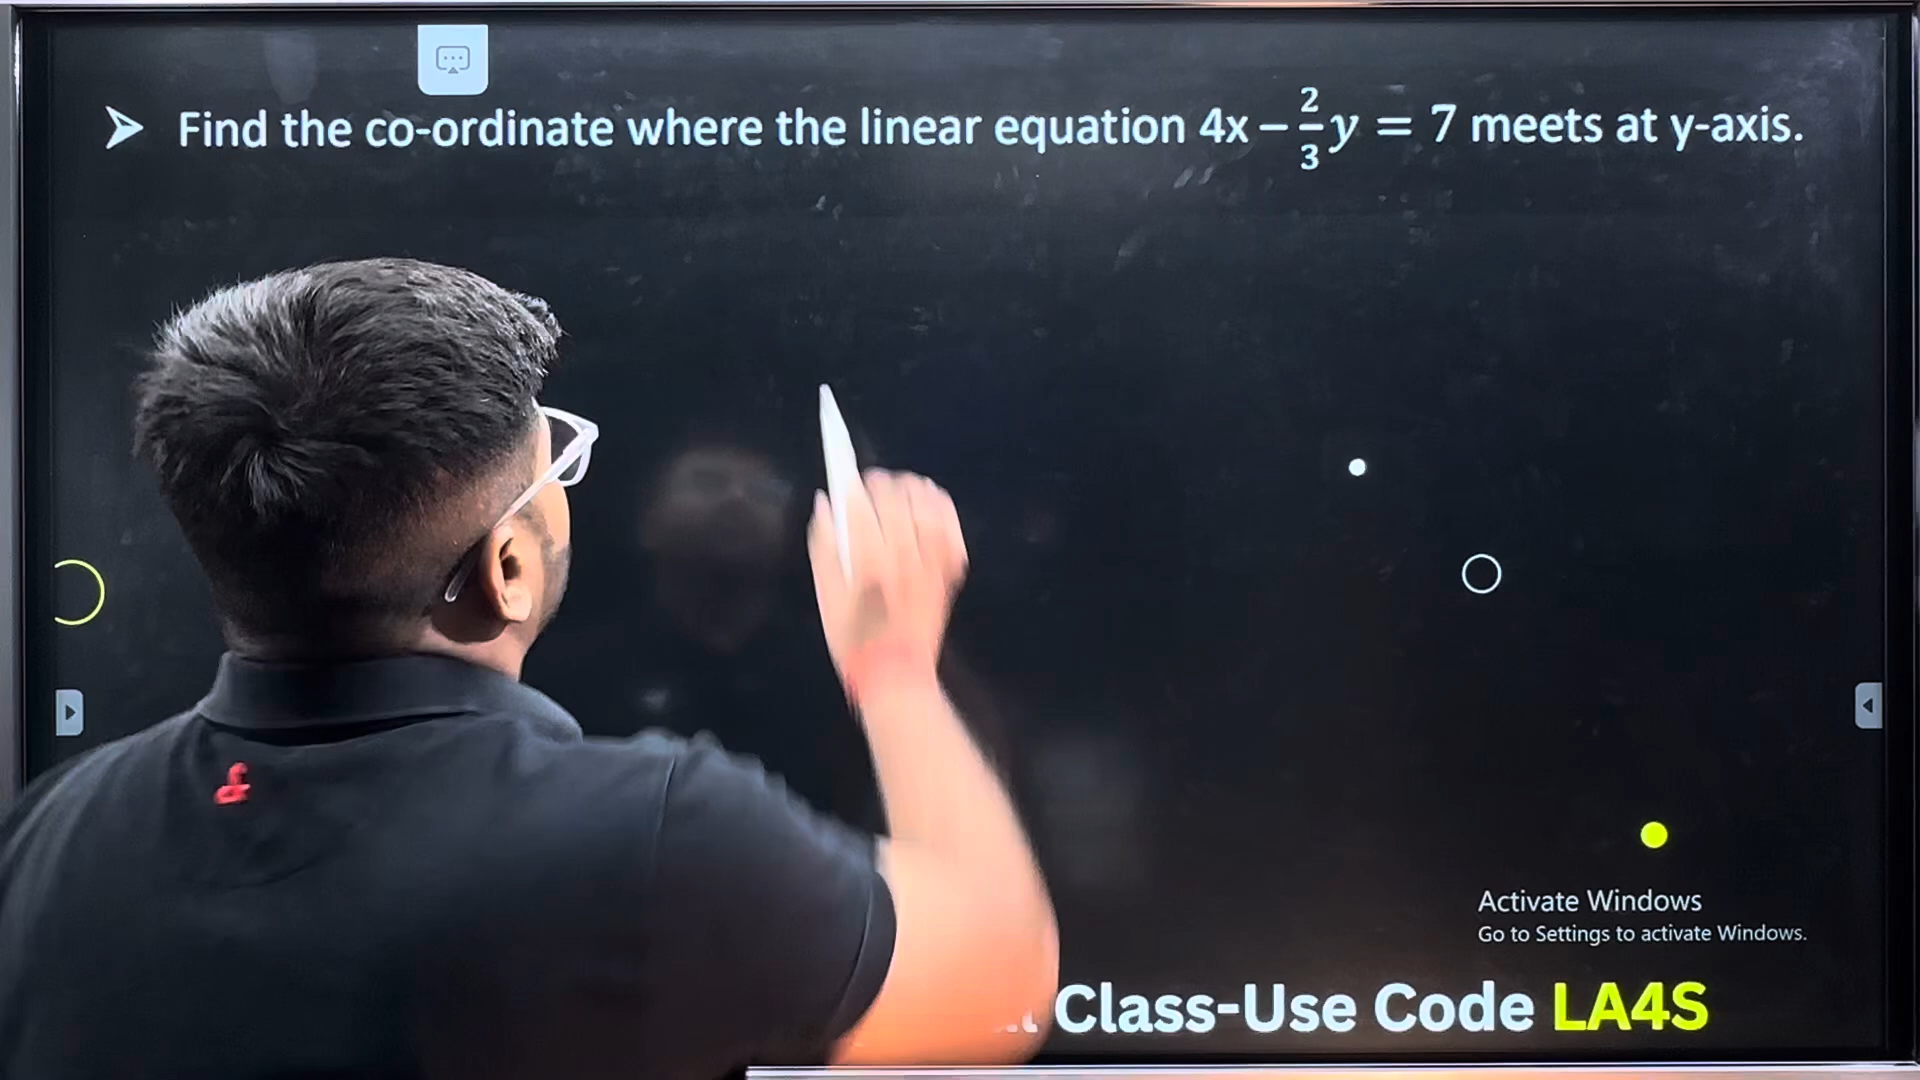 ➤ Find the co-ordinate where the linear equation 4x − 2/3 y = 7 meets at y-axis.
Activate Windows
Go to Settings to activate Windows.
Class-Use Code LA4S